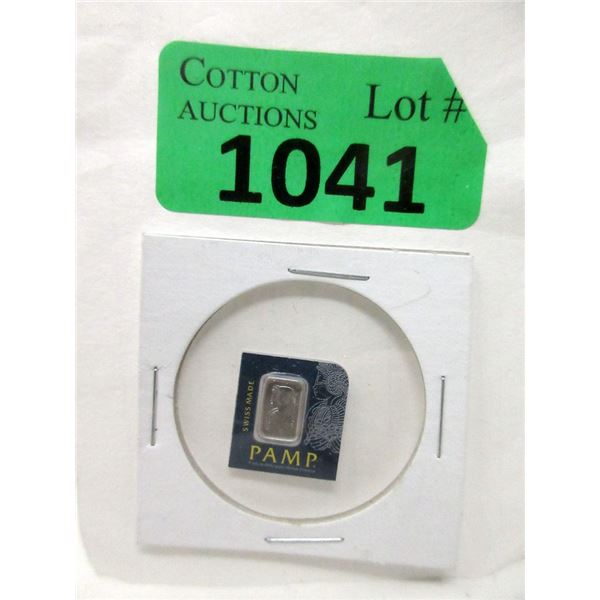 COTTON
AUCTIONS
Lot #
1041
SWISS MADE
PAMP